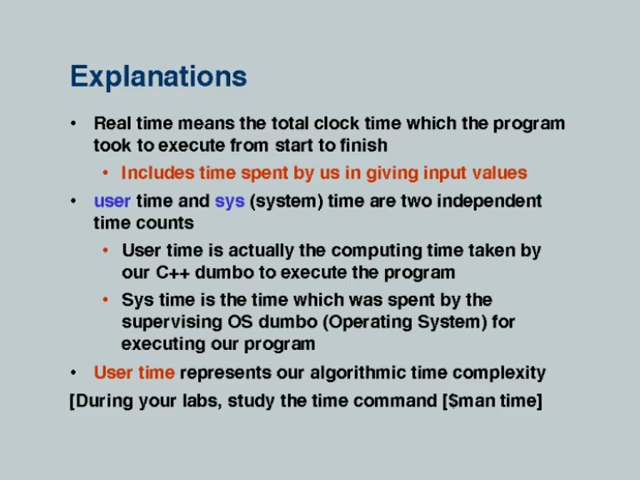 Explanations
• Real time means the total clock time which the program
took to execute from start to finish
• Includes time spent by us in giving input values
• user time and sys (system) time are two independent
time counts
• User time is actually the computing time taken by
our C++ dumbo to execute the program
• Sys time is the time which was spent by the
supervising OS dumbo (Operating System) for
executing our program
• User time represents our algorithmic time complexity
[During your labs, study the time command [$man time]